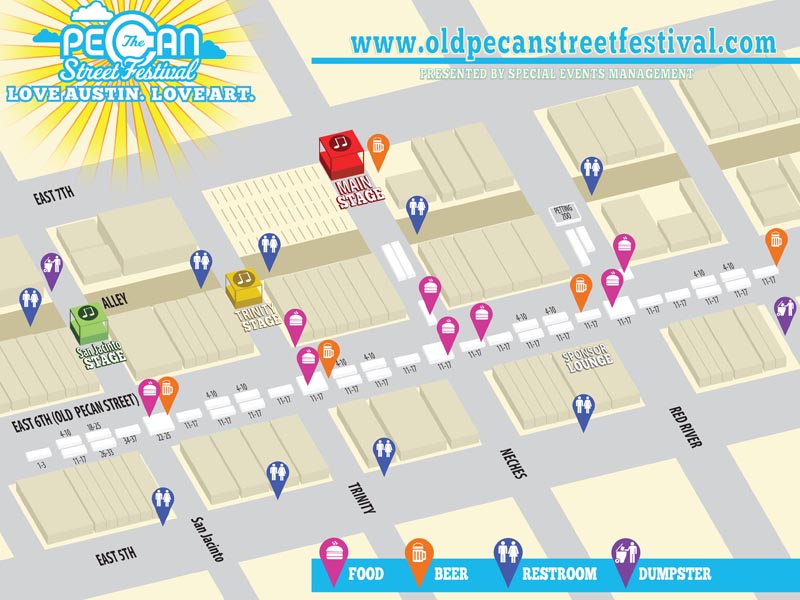 The
PECAN
Street Festival
LOVE AUSTIN. LOVE ART.
www.oldpecanstreetfestival.com
PRESENTED BY SPECIAL EVENTS MANAGEMENT
EAST 7TH
MAIN
STAGE
PETTING
ZOO
ALLEY
TRINITY
STAGE
San Jacinto
STAGE
SPONSOR
LOUNGE
EAST 6TH (OLD PECAN STREET)
4-10
18-25
1-3
11-17
26-33
34-37
22-25
4-10
4-10
11-17
11-17
11-17
11-17
4-10
4-10
11-17
11-17
11-17
11-17
11-17
4-10
4-10
11-17
11-17
11-17
11-17
11-17
11-17
4-10
4-10
11-17
11-17
11-17
RED RIVER
NECHES
TRINITY
San Jacinto
EAST 5TH
FOOD
BEER
RESTROOM
DUMPSTER